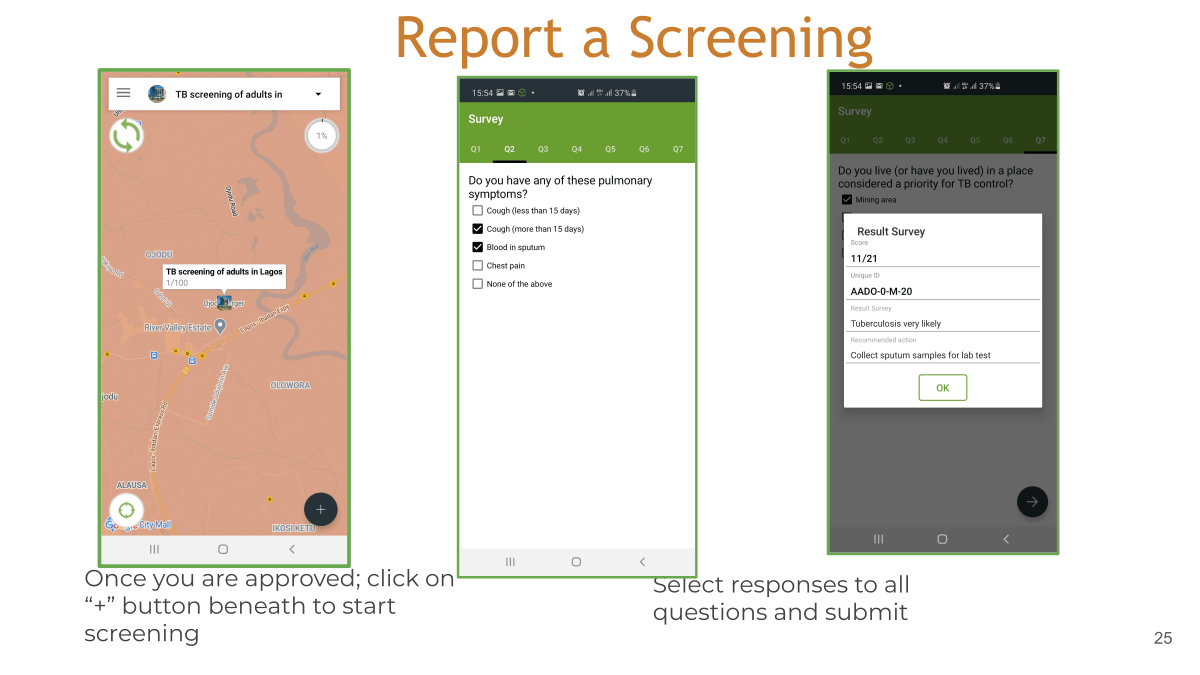 Report a Screening
TB screening of adults in
1%
Ojodu Road
OJODU
TB screening of adults in Lagos
1/100
River Valley Estate
Lagos - Ibadan Expy
OLOWORA
jodu
ALAUSA
City Mall
IKOSI KETU
+
15:54
37%
Survey
Q1 Q2 Q3 Q4 Q5 Q6 Q7
Do you have any of these pulmonary
symptoms?
Cough (less than 15 days)
Cough (more than 15 days)
Blood in sputum
Chest pain
None of the above
15:54
37%
Survey
Q1 Q2 Q3 Q4 Q5 Q6 Q7
Do you live (or have you lived) in a place
considered a priority for TB control?
Mining area
Result Survey
Score
11/21
Unique ID
AADO-0-M-20
Result Survey
Tuberculosis very likely
Recommended action
Collect sputum samples for lab test
OK
Once you are approved; click on
“+” button beneath to start
screening
Select responses to all
questions and submit
25